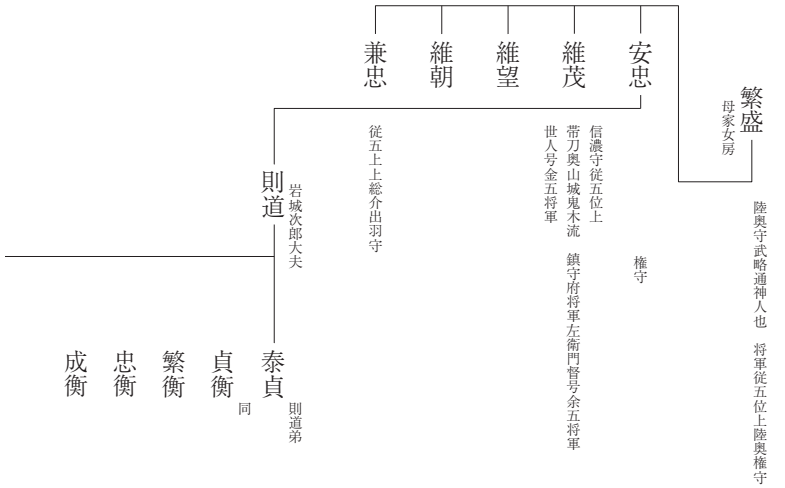 繁盛
母家女房
陸奥守武略通神人也　将軍従五位上陸奥権守
安忠
権守
維茂
信濃守従五位上
帯刀奥山城鬼木流　鎮守府将軍左衛門督号余五将軍
世人号金五将軍
維望
維朝
兼忠
従五上上総介出羽守
則道
岩城次郎大夫
泰貞
則道弟
貞衡
同
繁衡
忠衡
成衡